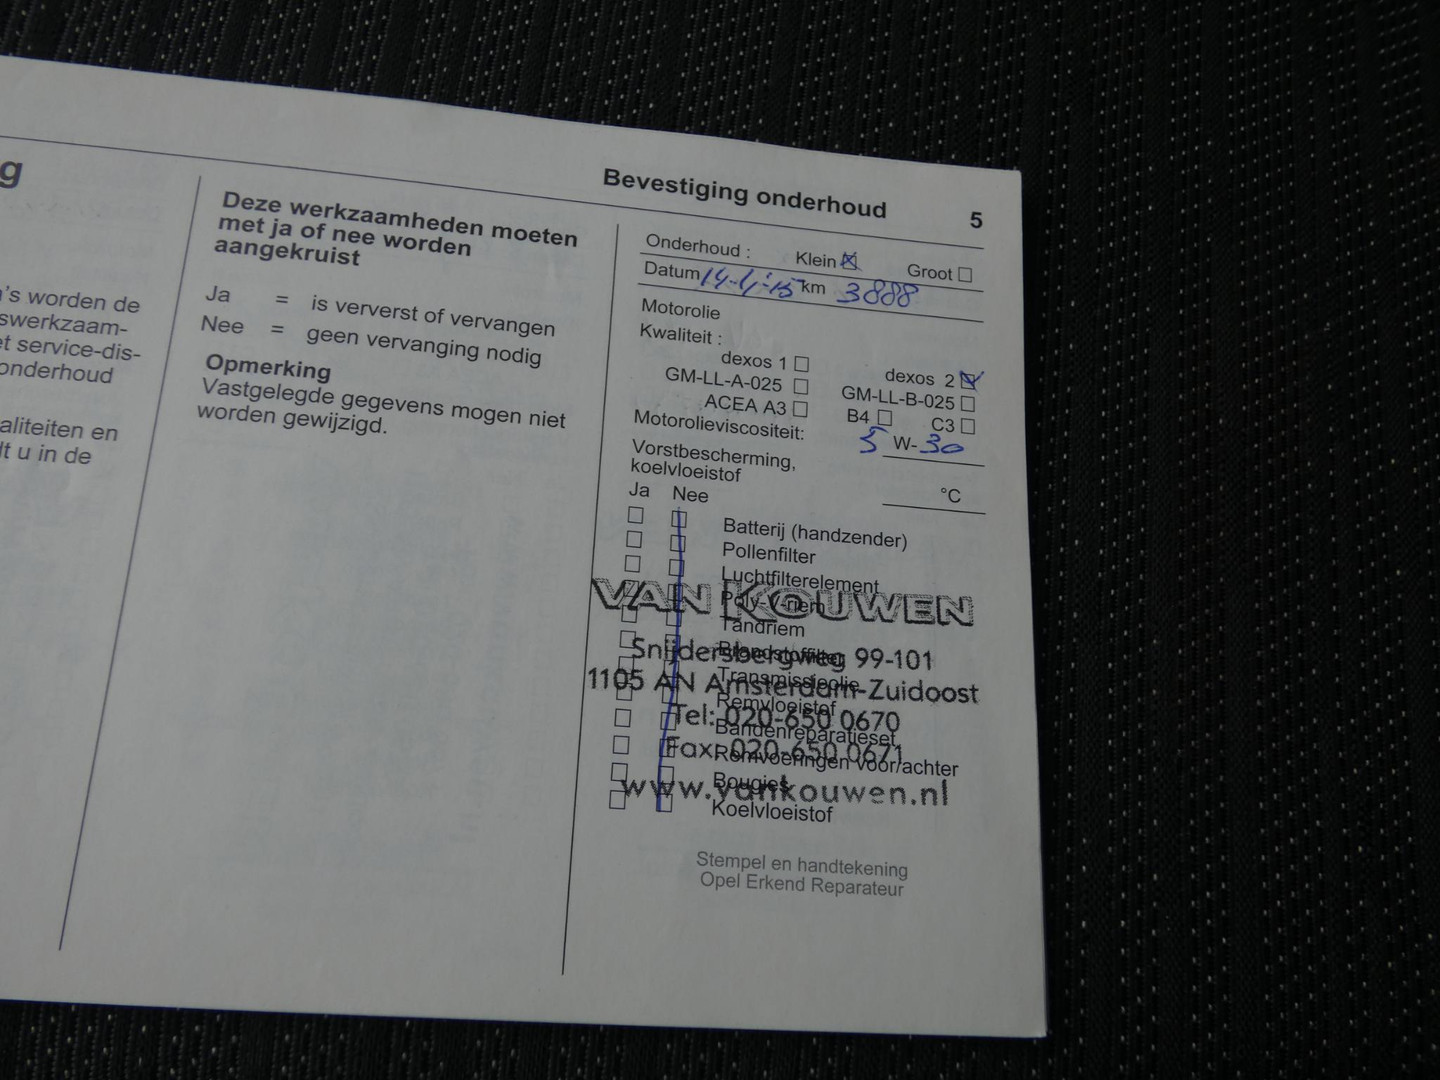 g
Bevestiging onderhoud 5
a's worden de
swerkzaam-
et service-dis-
onderhoud
aliteiten en
lt u in de
Deze werkzaamheden moeten
met ja of nee worden
aangekruist
Ja = is ververst of vervangen
Nee = geen vervanging nodig
Opmerking
Vastgelegde gegevens mogen niet
worden gewijzigd.
Onderhoud : Klein Groot
Datum 14-4-'15 km 3888
Motorolie
Kwaliteit :
dexos 1 dexos 2
GM-LL-A-025 GM-LL-B-025
ACEA A3 B4 C3
Motorolieviscositeit: 5 W-30
Vorstbescherming,
koelvloeistof °C
Ja Nee
Batterij (handzender)
Pollenfilter
Luchtfilterelement
Poly-V-riem
Tandriem
Brandstoffilter
Transmissieolie
Remvloeistof
Bandenreparatieset
Remvoeringen voor/achter
Bougies
Koelvloeistof
VAN KOUWEN
Snijdersbergweg 99-101
1105 AN Amsterdam-Zuidoost
Tel: 020-650 0670
Fax: 020-650 0671
www.vankouwen.nl
Stempel en handtekening
Opel Erkend Reparateur